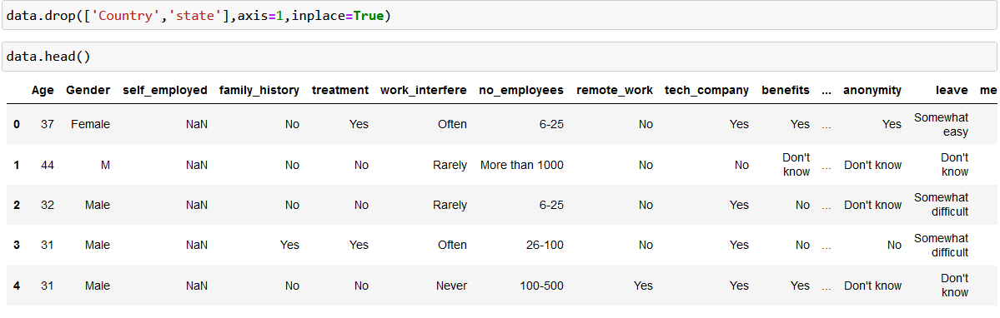 data.drop(['Country','state'],axis=1,inplace=True)
data.head()
Age Gender self_employed family_history treatment work_interfere no_employees remote_work tech_company benefits ... anonymity leave me
0 37 Female NaN No Yes Often 6-25 No Yes Yes ... Yes Somewhat easy
1 44 M NaN No No Rarely More than 1000 No No Don't know ... Don't know Don't know
2 32 Male NaN No No Rarely 6-25 No Yes No ... Don't know Somewhat difficult
3 31 Male NaN Yes Yes Often 26-100 No Yes No ... No Somewhat difficult
4 31 Male NaN No No Never 100-500 Yes Yes Yes ... Don't know Don't know